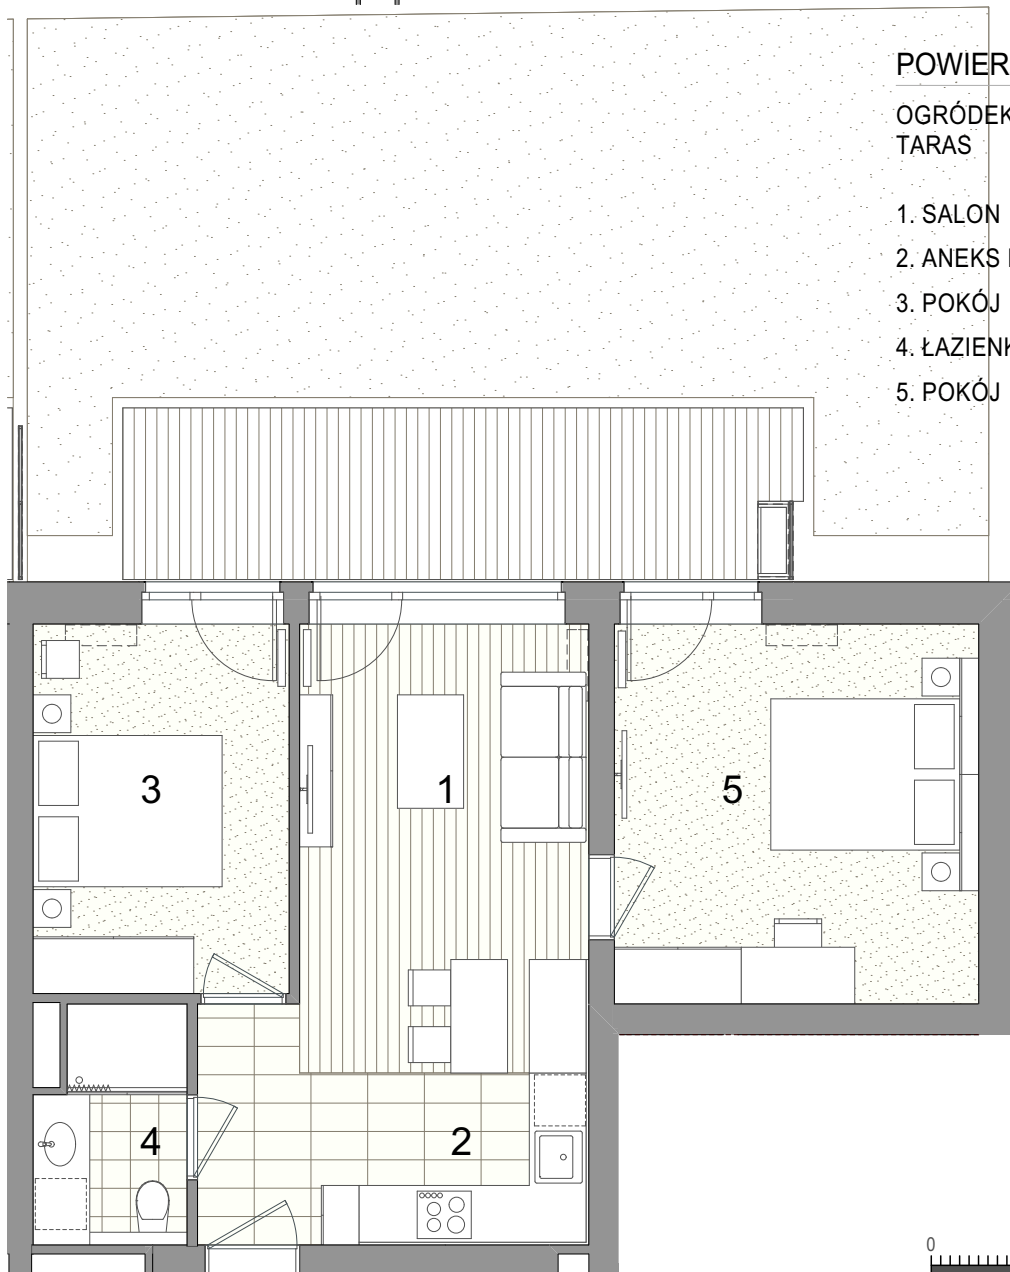 POWIER
OGRÓDEK
TARAS
1. SALON
2. ANEKS
3. POKÓJ
4. ŁAZIENK
5. POKÓJ
3
1
5
4
2
0